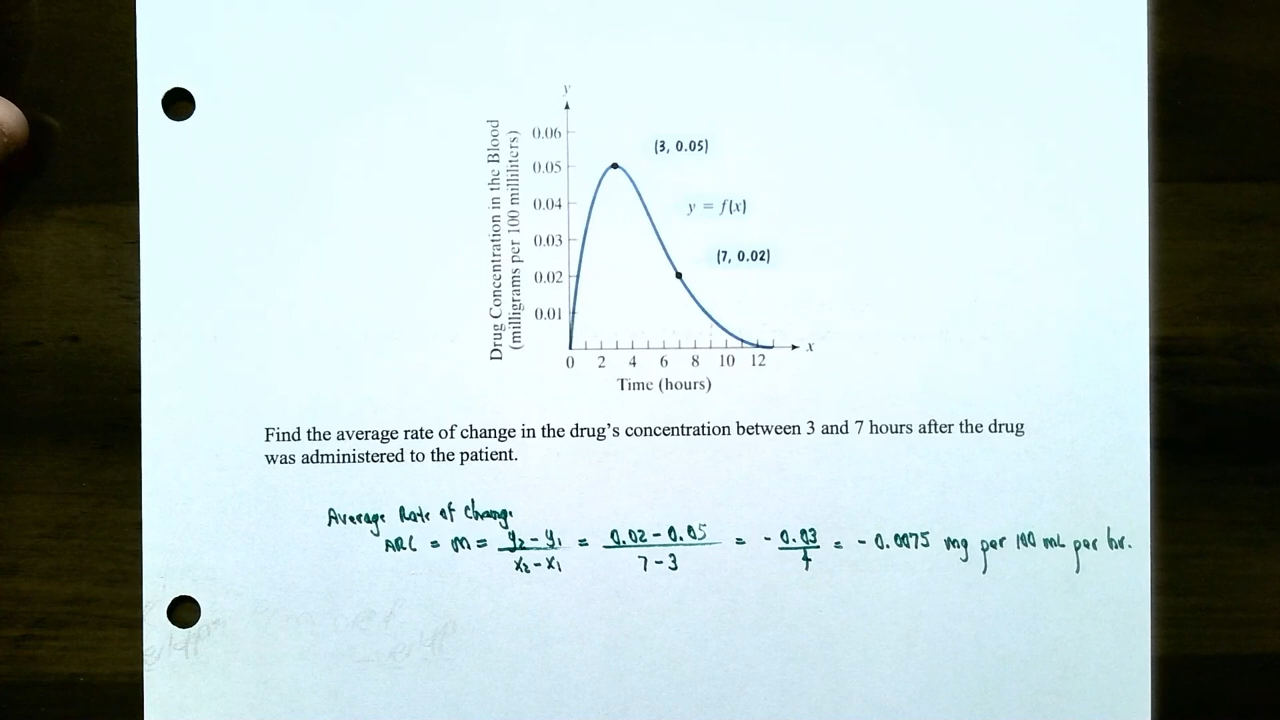 y
Drug Concentration in the Blood
(milligrams per 100 milliliters)
0.06
0.05
0.04
0.03
0.02
0.01
(3, 0.05)
y = f(x)
(7, 0.02)
0 2 4 6 8 10 12
x
Time (hours)
Find the average rate of change in the drug's concentration between 3 and 7 hours after the drug
was administered to the patient.
Average Rate of Change
ARC = m = y₂ - y₁ / x₂ - x₁ = 0.02 - 0.05 / 7 - 3 = - 0.03 / 4 = - 0.0075 mg per 100 mL per hr.